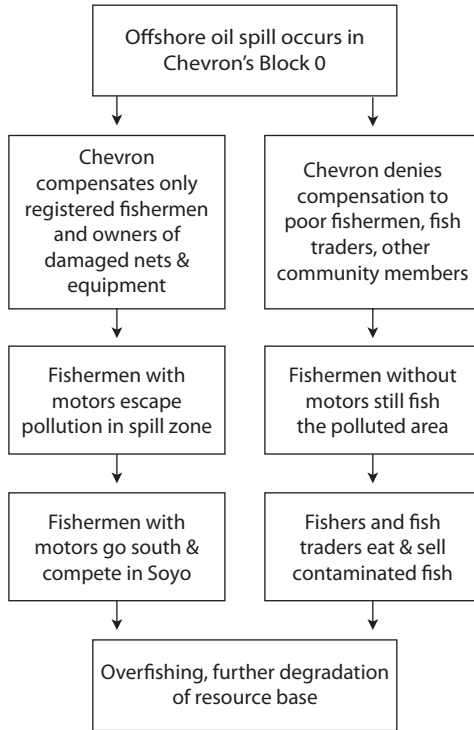 Offshore oil spill occurs in
Chevron’s Block 0
Chevron
compensates only
registered fishermen
and owners of
damaged nets &
equipment
Fishermen with
motors escape
pollution in spill zone
Fishermen with
motors go south &
compete in Soyo
Chevron denies
compensation to
poor fishermen, fish
traders, other
community members
Fishermen without
motors still fish
the polluted area
Fishers and fish
traders eat & sell
contaminated fish
Overfishing, further degradation
of resource base